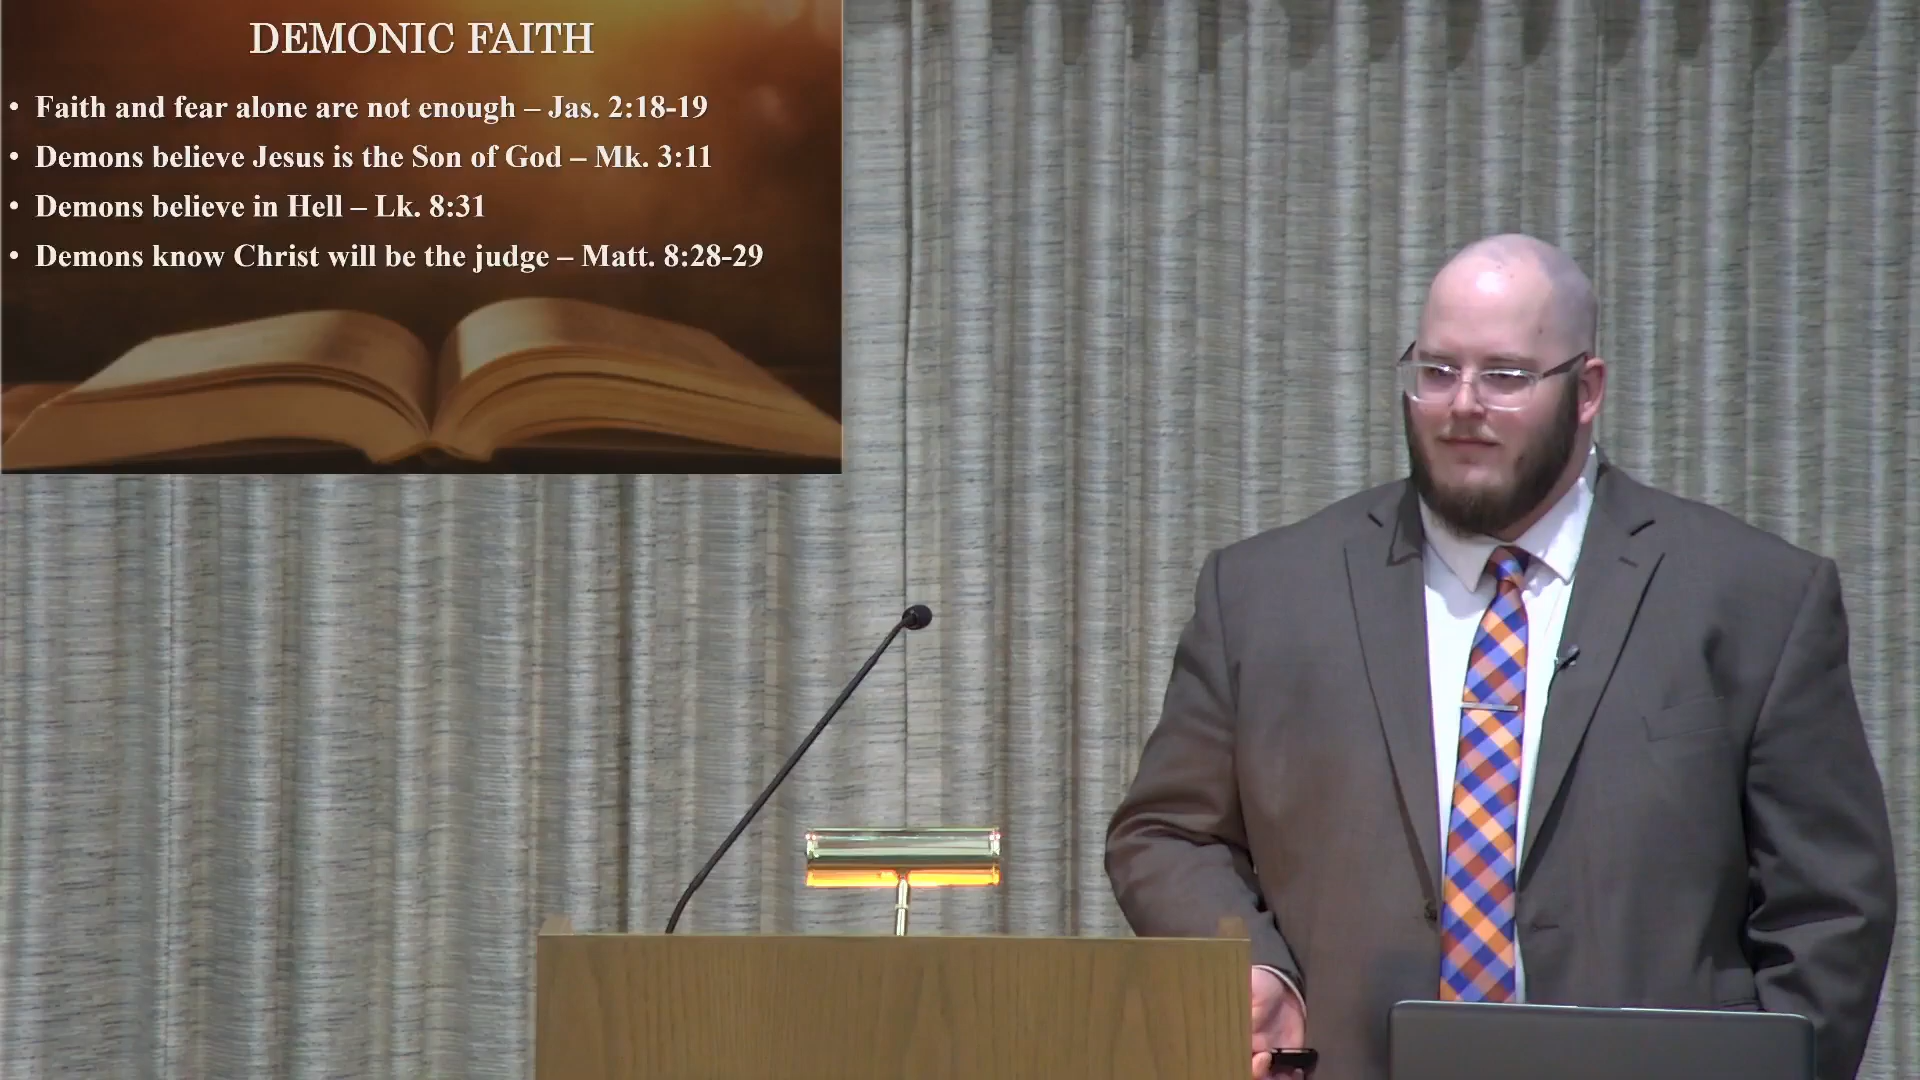 DEMONIC FAITH
• Faith and fear alone are not enough – Jas. 2:18-19
• Demons believe Jesus is the Son of God – Mk. 3:11
• Demons believe in Hell – Lk. 8:31
• Demons know Christ will be the judge – Matt. 8:28-29